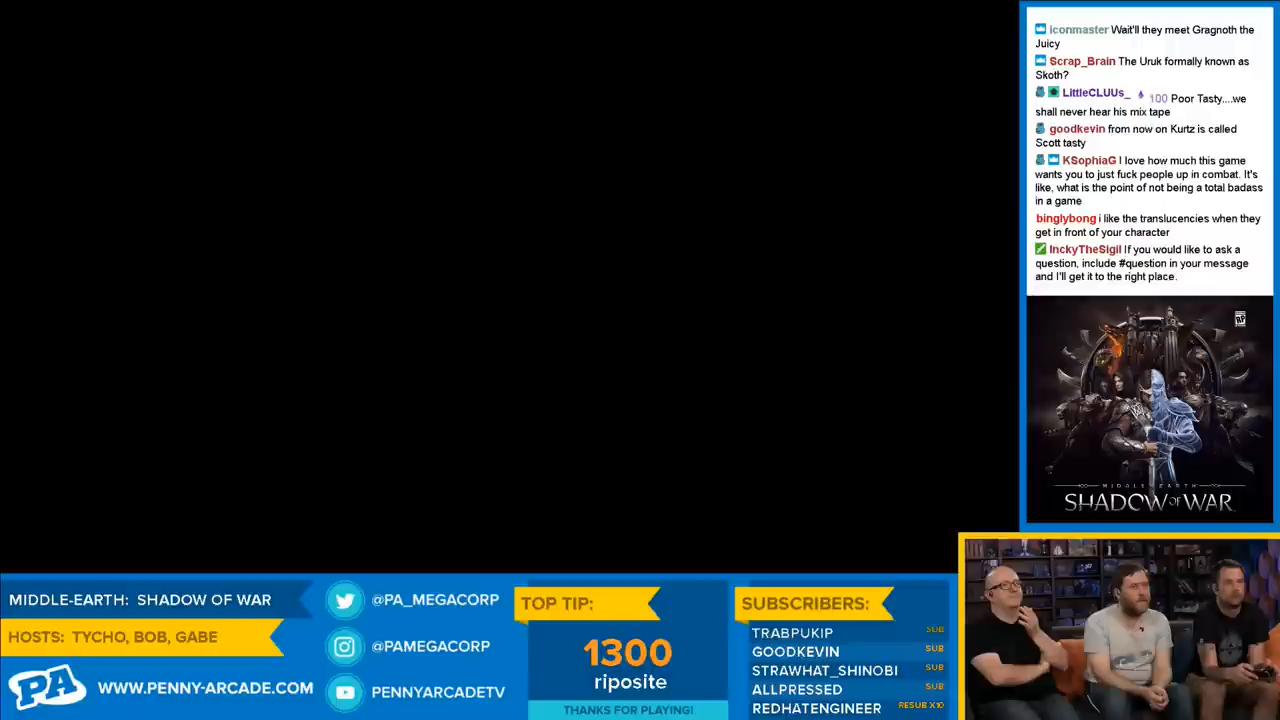 iconmaster Wait'll they meet Gragnoth the
Juicy
Scrap_Brain The Uruk formally known as
Skoth?
LittleCLUUs_ 100 Poor Tasty....we
shall never hear his mix tape
goodkevin from now on Kurtz is called
Scott tasty
KSophiaG I love how much this game
wants you to just fuck people up in combat. It's
like, what is the point of not being a total badass
in a game
binglybong i like the translucencies when they
get in front of your character
InckyTheSigil If you would like to ask a
question, include #question in your message
and I'll get it to the right place.
MIDDLE-EARTH
SHADOW OF WAR
MIDDLE-EARTH: SHADOW OF WAR
HOSTS: TYCHO, BOB, GABE
PA WWW.PENNY-ARCADE.COM
@PA_MEGACORP
@PAMEGACORP
PENNYARCADETV
TOP TIP:
1300
riposite
THANKS FOR PLAYING!
SUBSCRIBERS:
TRABPUKIP SUB
GOODKEVIN SUB
STRAWHAT_SHINOBI SUB
ALLPRESSED SUB
REDHATENGINEER RESUB X10